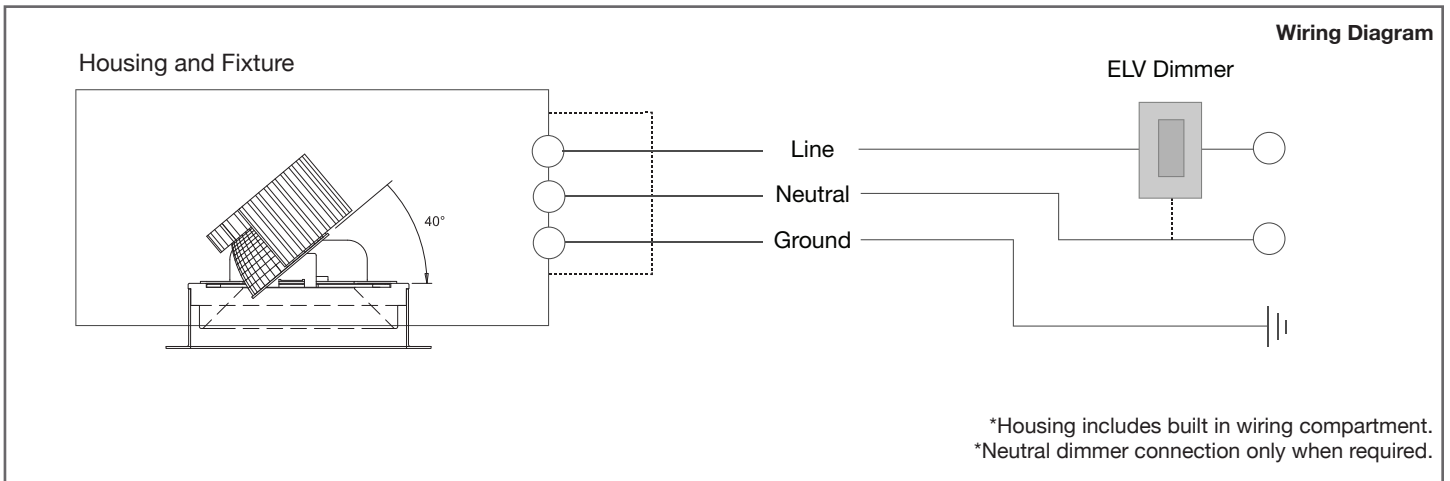 Wiring Diagram
Housing and Fixture
ELV Dimmer
Line
Neutral
40°
Ground
*Housing includes built in wiring compartment.
*Neutral dimmer connection only when required.